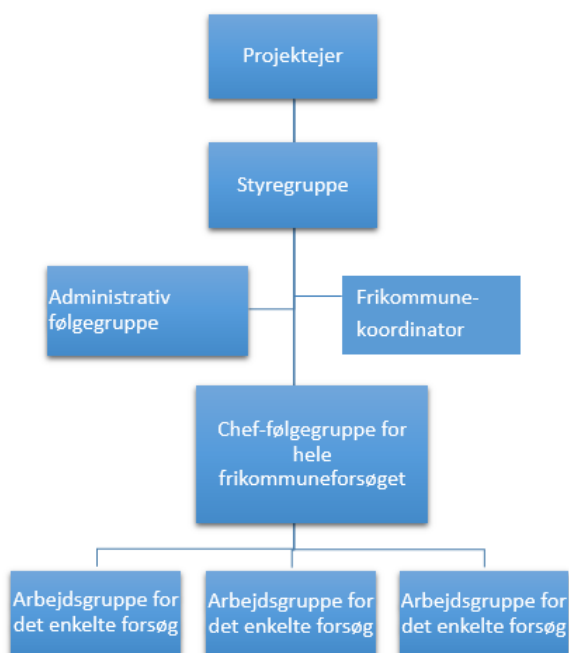 Projektejer
Styregruppe
Administrativ
følgegruppe
Frikommune-
koordinator
Chef-følgegruppe for
hele
frikommuneforsøget
Arbejdsgruppe for
det enkelte forsøg
Arbejdsgruppe for
det enkelte forsøg
Arbejdsgruppe for
det enkelte forsøg